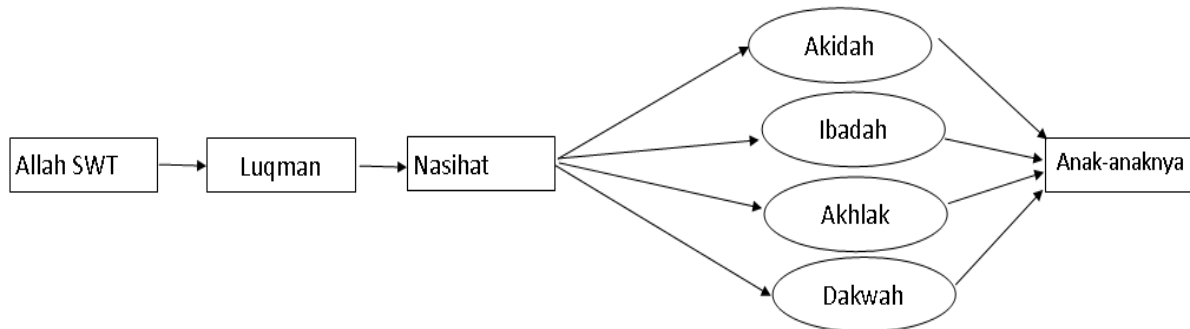 Allah SWT
Luqman
Nasihat
Akidah
Ibadah
Akhlak
Dakwah
Anak-anaknya